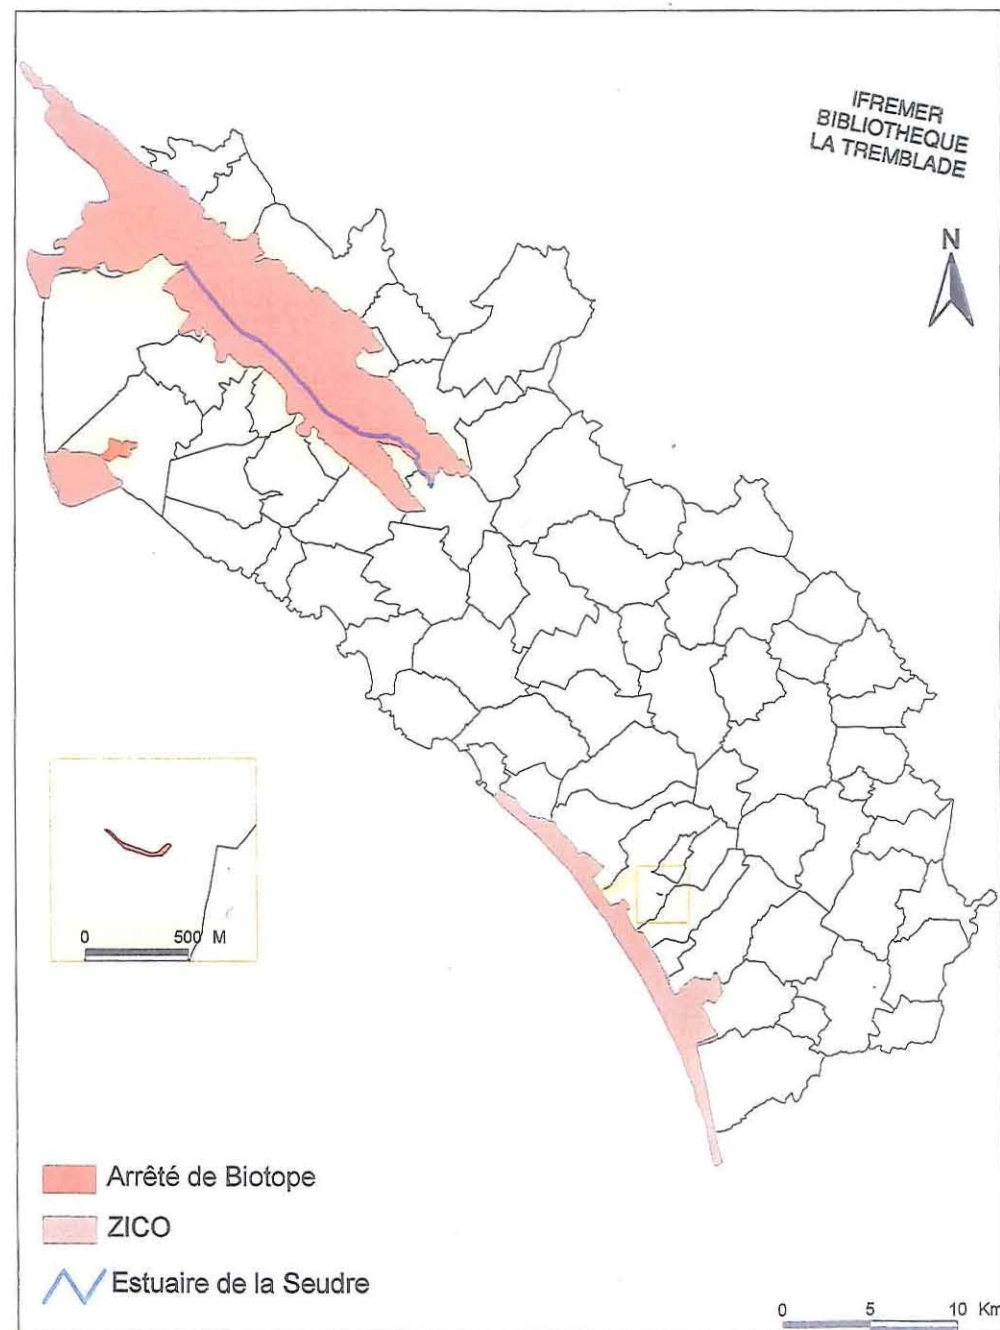 IFREMER
BIBLIOTHEQUE
LA TREMBLADE
N
0 500 M
Arrêté de Biotope
ZICO
Estuaire de la Seudre
0 5 10 Km